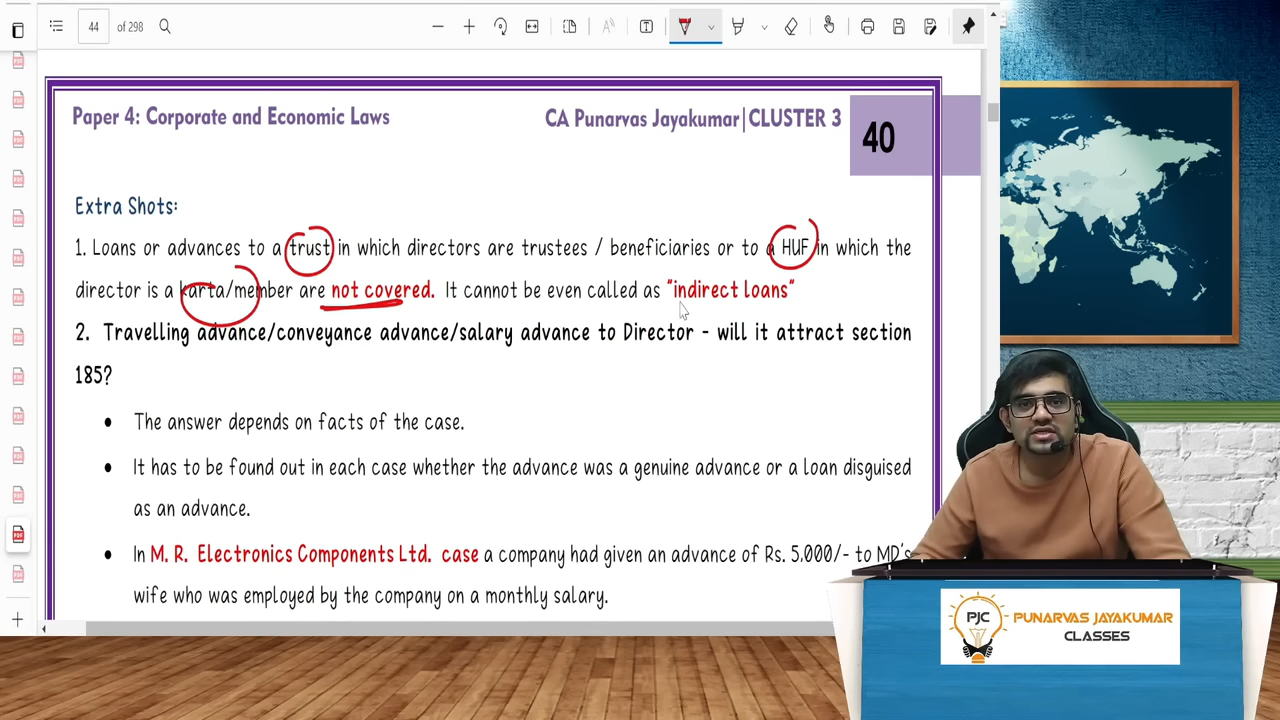 44 of 298
Paper 4: Corporate and Economic Laws CA Punarvas Jayakumar|CLUSTER 3 40
Extra Shots:
1. Loans or advances to a trust in which directors are trustees / beneficiaries or to a HUF in which the
director is a karta/member are not covered. It cannot be even called as "indirect loans"
2. Travelling advance/conveyance advance/salary advance to Director - will it attract section
185?
• The answer depends on facts of the case.
• It has to be found out in each case whether the advance was a genuine advance or a loan disguised
as an advance.
• In M. R. Electronics Components Ltd. case a company had given an advance of Rs. 5,000/- to MD's
wife who was employed by the company on a monthly salary.
PJC
PUNARVAS JAYAKUMAR
CLASSES